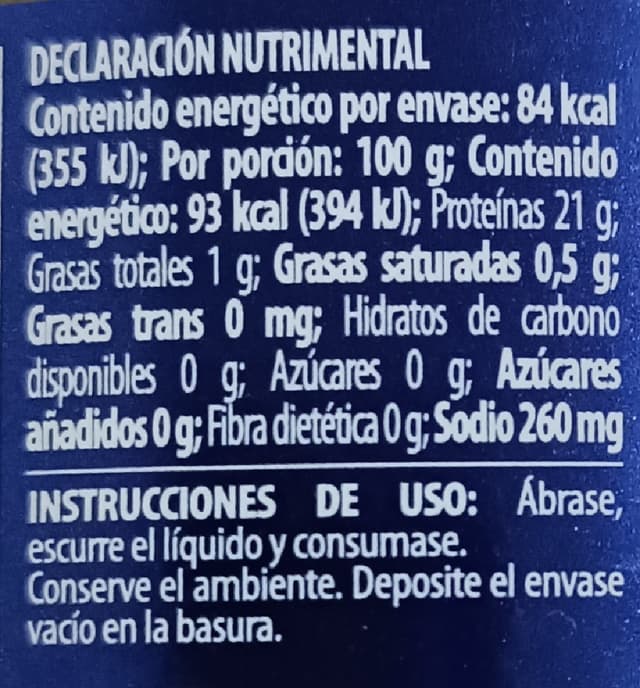 DECLARACIÓN NUTRIMENTAL
Contenido energético por envase: 84 kcal
(355 kJ); Por porción: 100 g; Contenido
energético: 93 kcal (394 kJ); Proteínas 21 g;
Grasas totales 1 g; Grasas saturadas 0,5 g;
Grasas trans 0 mg; Hidratos de carbono
disponibles 0 g; Azúcares 0 g; Azúcares
añadidos 0 g; Fibra dietética 0 g; Sodio 260 mg
INSTRUCCIONES DE USO: Ábrase,
escurre el líquido y consumase.
Conserve el ambiente. Deposite el envase
vacío en la basura.